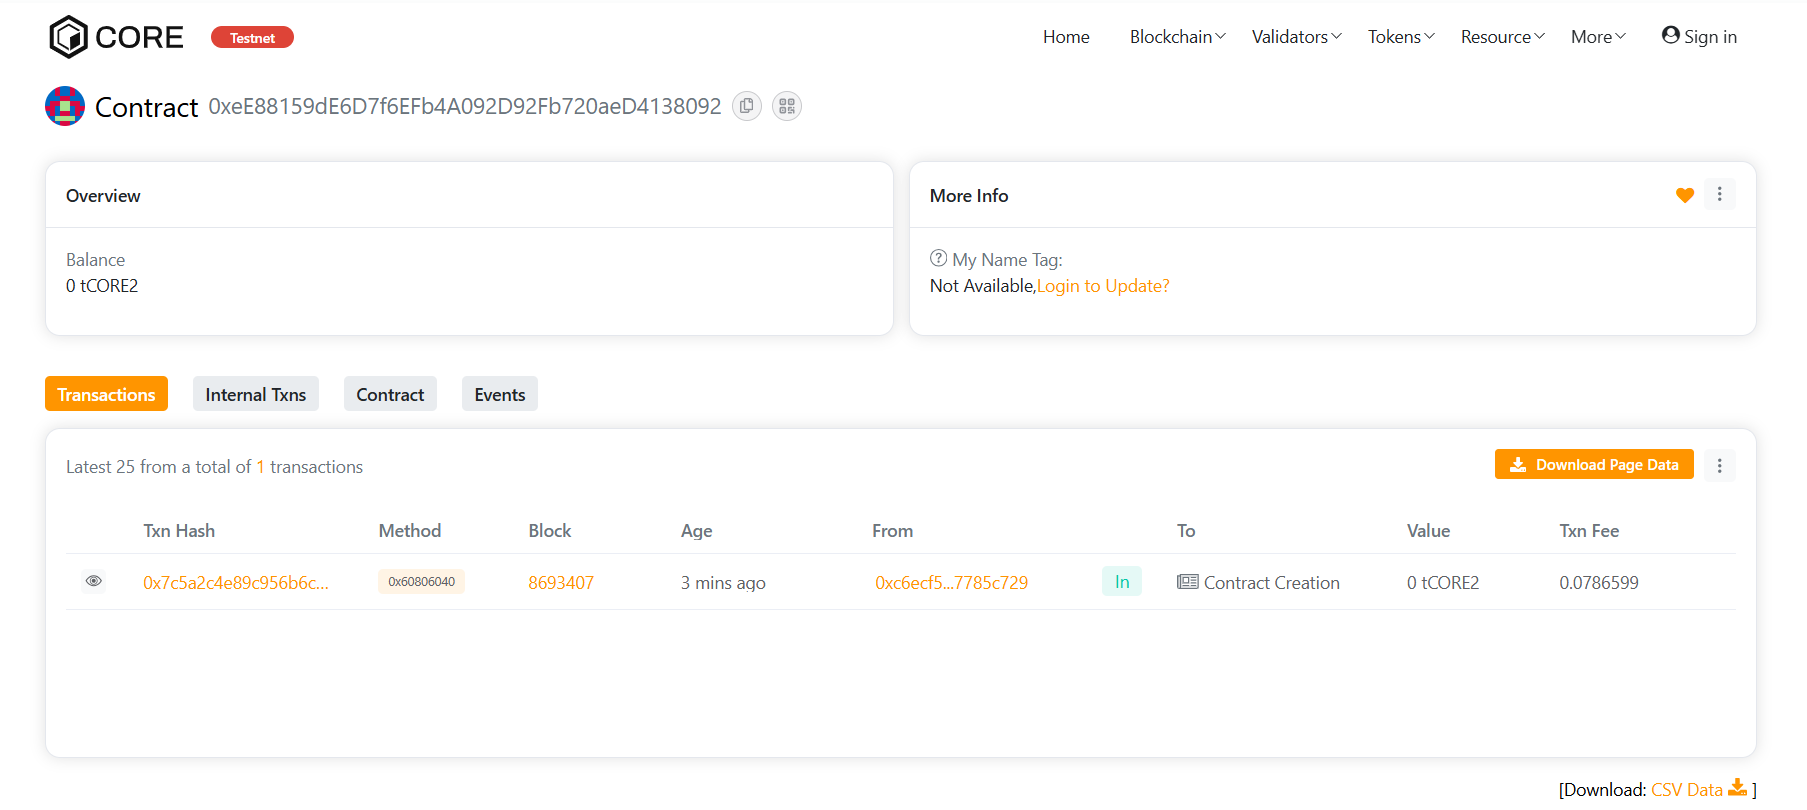 CORE Testnet Home Blockchain Validators Tokens Resource More Sign in
Contract 0xeE88159dE6D7f6EFb4A092D92Fb720aeD4138092
Overview
Balance
0 tCORE2
More Info
My Name Tag:
Not Available,Login to Update?
Transactions Internal Txns Contract Events
Latest 25 from a total of 1 transactions Download Page Data
Txn Hash Method Block Age From To Value Txn Fee
0x7c5a2c4e89c956b6c... 0x60806040 8693407 3 mins ago 0xc6ecf5...7785c729 In Contract Creation 0 tCORE2 0.0786599
[Download: CSV Data ]